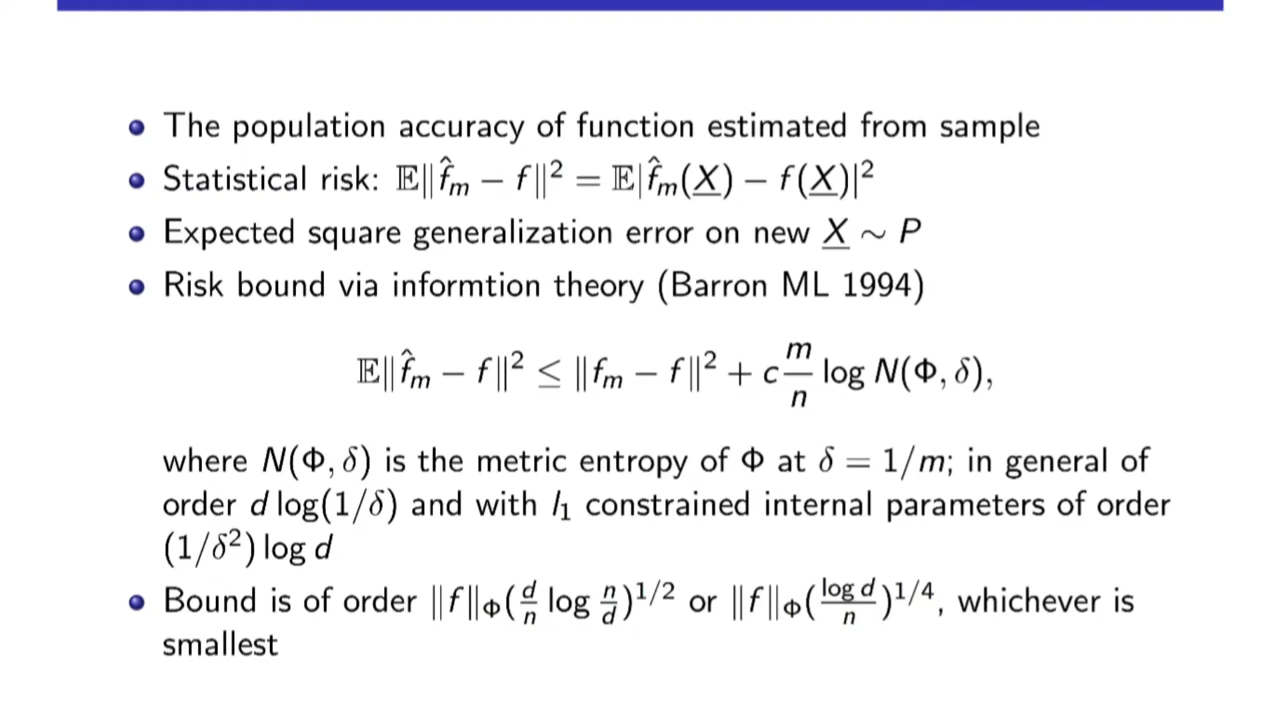 • The population accuracy of function estimated from sample
• Statistical risk: 𝔼‖f̂ₘ − f‖² = 𝔼|f̂ₘ(X̲) − f(X̲)|²
• Expected square generalization error on new X̲ ∼ P
• Risk bound via informtion theory (Barron ML 1994)
𝔼‖f̂ₘ − f‖² ≤ ‖fₘ − f‖² + c m/n log N(Φ, δ),
where N(Φ, δ) is the metric entropy of Φ at δ = 1/m; in general of
order d log(1/δ) and with l₁ constrained internal parameters of order
(1/δ²) log d
• Bound is of order ‖f‖_Φ(d/n log n/d)^{1/2} or ‖f‖_Φ(log d/n)^{1/4}, whichever is
smallest